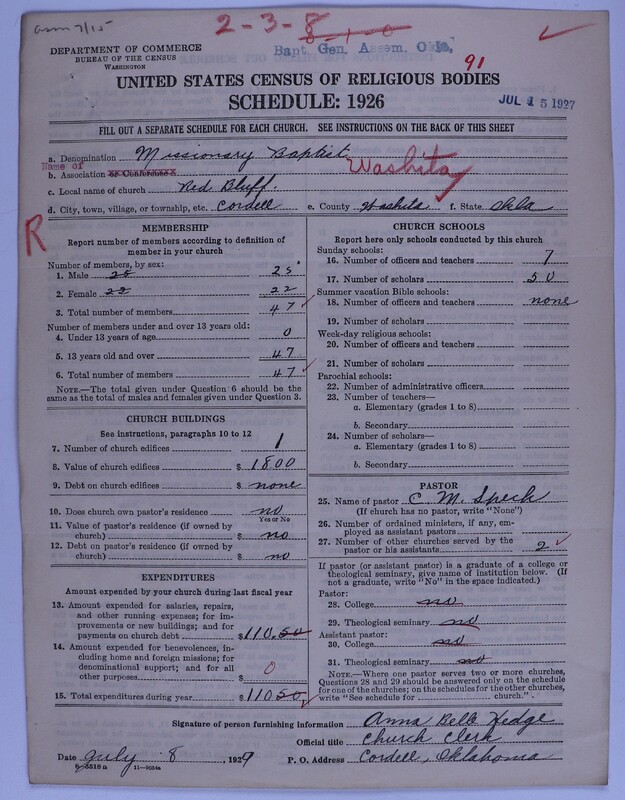 2-3-8
DEPARTMENT OF COMMERCE
BUREAU OF THE CENSUS
WASHINGTON
Bapt. Gen. Assem. Okla,
91
UNITED STATES CENSUS OF RELIGIOUS BODIES
SCHEDULE: 1926
JUL 15 1927
FILL OUT A SEPARATE SCHEDULE FOR EACH CHURCH. SEE INSTRUCTIONS ON THE BACK OF THIS SHEET
a. Denomination Missionary Baptist
Name of
b. Association or Conference Washita
c. Local name of church Red Bluff.
d. City, town, village, or township, etc. Cordell e. County Washita f. State Okla
R
MEMBERSHIP
Report number of members according to definition of
member in your church
Number of members, by sex:
1. Male 25
2. Female 22 22
3. Total number of members 47
Number of members under and over 13 years old:
4. Under 13 years of age 0
5. 13 years old and over 47
6. Total number of members 47
NOTE.—The total given under Question 6 should be
the same as the total of males and females given under Question 3.
CHURCH BUILDINGS
See instructions, paragraphs 10 to 12
7. Number of church edifices 1
8. Value of church edifices $ 1800
9. Debt on church edifices $ none
10. Does church own pastor's residence no
Yes or No
11. Value of pastor's residence (if owned by
church) $ no
12. Debt on pastor's residence (if owned by
church) $ no
EXPENDITURES
Amount expended by your church during last fiscal year
13. Amount expended for salaries, repairs,
and other running expenses; for im-
provements or new buildings; and for
payments on church debt $ 110.50
14. Amount expended for benevolences, in-
cluding home and foreign missions; for
denominational support; and for all
other purposes $ 0
15. Total expenditures during year $ 110.50
CHURCH SCHOOLS
Report here only schools conducted by this church
Sunday schools:
16. Number of officers and teachers 7
17. Number of scholars 50
Summer vacation Bible schools:
18. Number of officers and teachers none
19. Number of scholars
Week-day religious schools:
20. Number of officers and teachers
21. Number of scholars
Parochial schools:
22. Number of administrative officers
23. Number of teachers—
a. Elementary (grades 1 to 8)
b. Secondary
24. Number of scholars—
a. Elementary (grades 1 to 8)
b. Secondary
PASTOR
25. Name of pastor C M. Speck
(If church has no pastor, write "None")
26. Number of ordained ministers, if any, em-
ployed as assistant pastors
27. Number of other churches served by the
pastor or his assistants 2
If pastor (or assistant pastor) is a graduate of a college or
theological seminary, give name of institution below. (If
not a graduate, write "No" in the space indicated.)
Pastor:
28. College no
29. Theological seminary no
Assistant pastor:
30. College no
31. Theological seminary no
NOTE.—Where one pastor serves two or more churches,
Questions 28 and 29 should be answered only on the schedule
for one of the churches; on the schedules for the other churches,
write "See schedule for church."
Signature of person furnishing information Anna Belle Hedge
Official title Church Clerk
Date July 8, 1927 P. O. Address Cordell, Oklahoma
8-5518 a 11-9034a